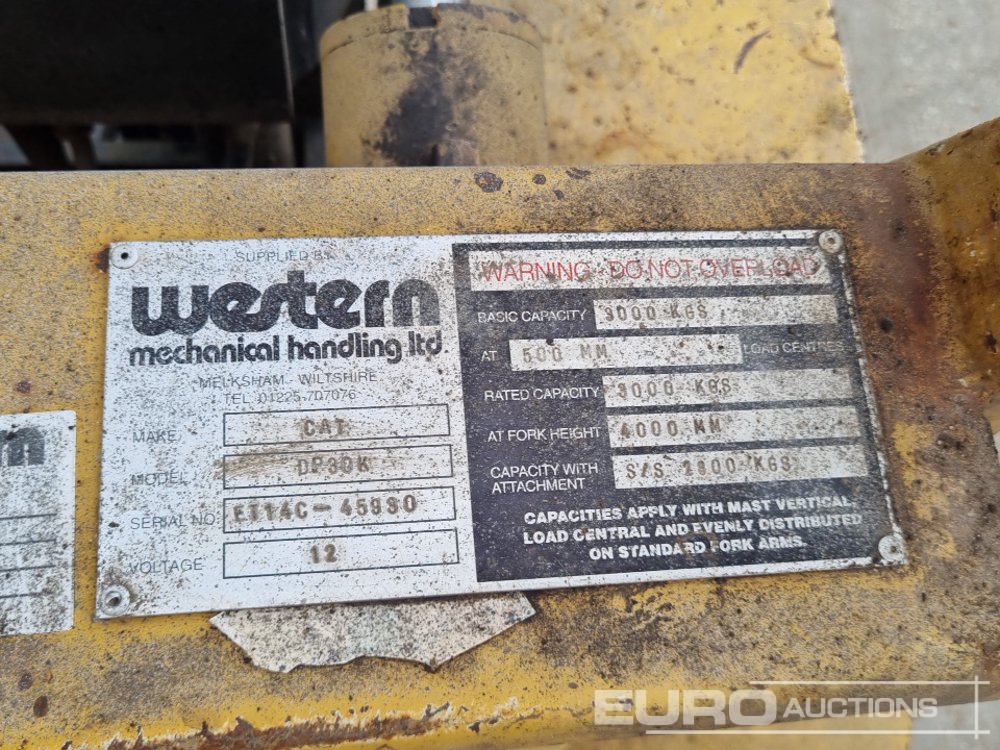 SUPPLIED BY
western
mechanical handling ltd
MELKSHAM - WILTSHIRE
TEL. 01225 707076
MAKE CAT
MODEL DP30K
SERIAL NO. ET14C-45930
VOLTAGE 12
WARNING - DO NOT OVERLOAD
BASIC CAPACITY 3000 KGS
AT 500 MM LOAD CENTRES
RATED CAPACITY 3000 KGS
AT FORK HEIGHT 4000 MM
CAPACITY WITH ATTACHMENT S/S 2800 KGS
CAPACITIES APPLY WITH MAST VERTICAL,
LOAD CENTRAL AND EVENLY DISTRIBUTED
ON STANDARD FORK ARMS.
EURO AUCTIONS